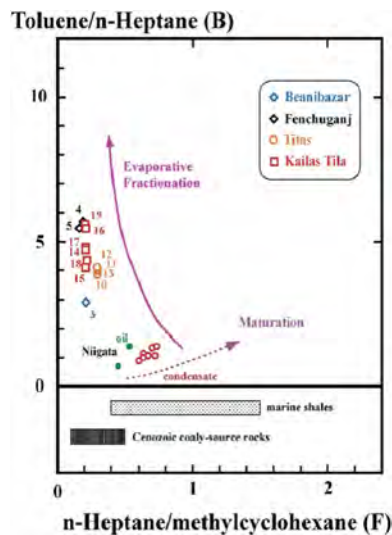 Toluene/n-Heptane (B)
10
Bennibazar
Fenchuganj
Titas
Kailas Tila
Evaporative
Fractionation
4
19
5
16
5
17
14
12
11
18
13
15
10
3
oil
Niigata
Maturation
condensate
0
marine shales
Cenozoic coaly-source rocks
0
1
2
n-Heptane/methylcyclohexane (F)